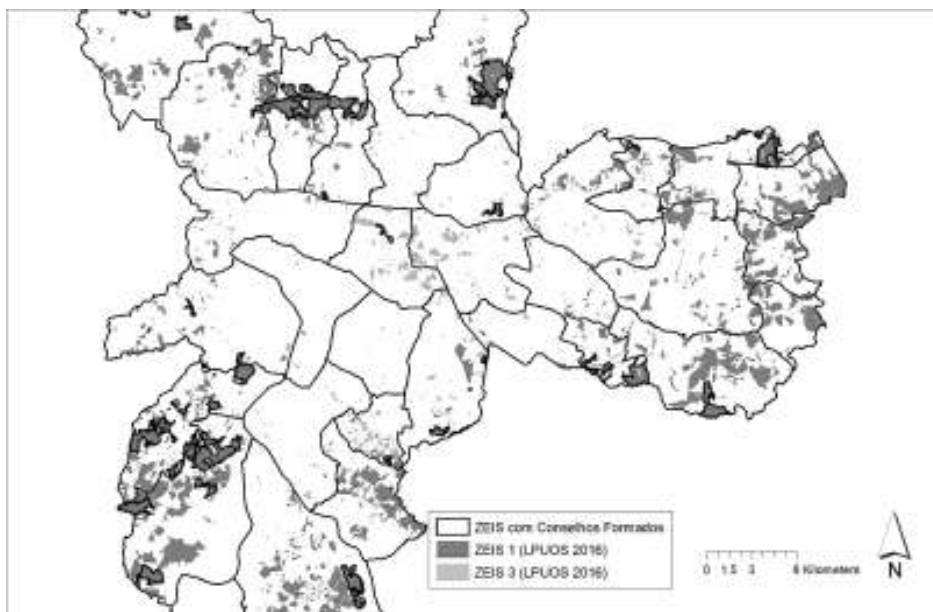 ZEIS com Conselhos Formados
ZEIS 1 (LPUOS 2016)
ZEIS 3 (LPUOS 2016)
0 1.5 3 6 Kilometers
N